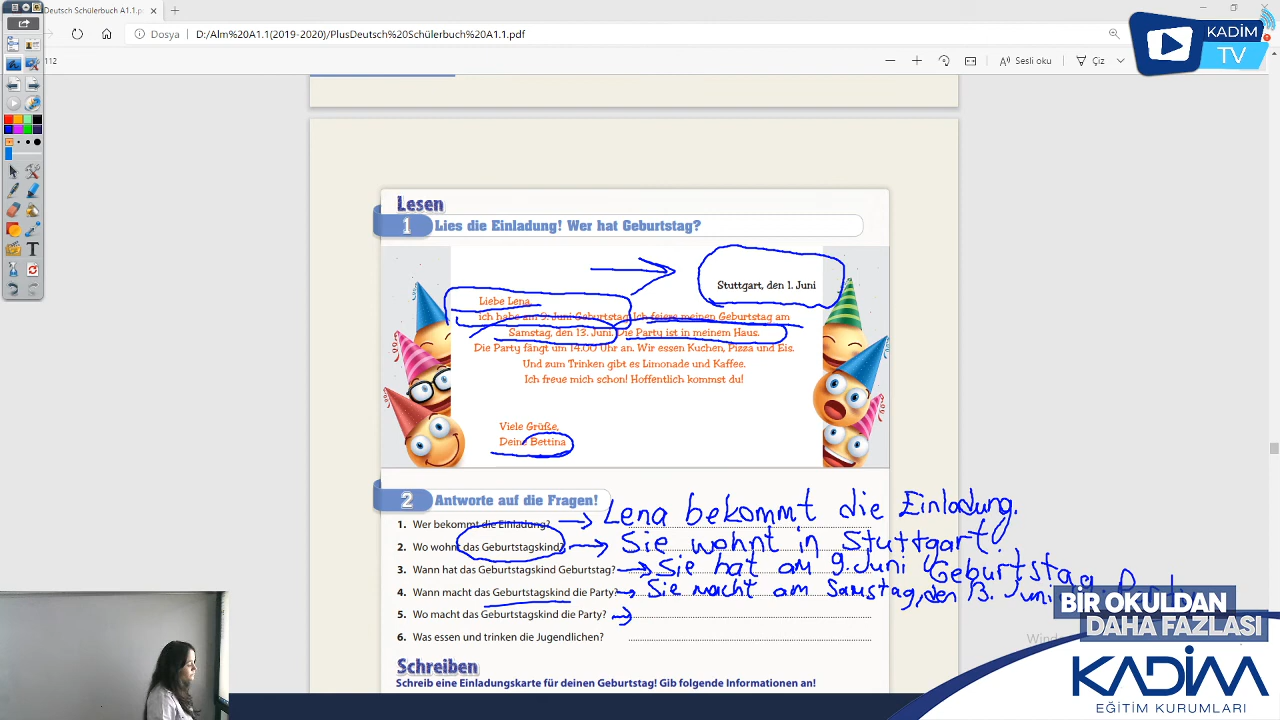 Deutsch Schülerbuch A1.1.p
Dosya
D:/Alm%20A1.1(2019-2020)/PlusDeutsch%20Schülerbuch%20A1.1.pdf
112
Sesli oku
Çiz
KADİM
TV
Lesen
1 Lies die Einladung! Wer hat Geburtstag?
Stuttgart, den 1. Juni
Liebe Lena,
ich habe am 9. Juni Geburtstag. Ich feiere meinen Geburtstag am
Samstag, den 13. Juni. Die Party ist in meinem Haus.
Die Party fängt um 14.00 Uhr an. Wir essen Kuchen, Pizza und Eis.
Und zum Trinken gibt es Limonade und Kaffee.
Ich freue mich schon! Hoffentlich kommst du!
Viele Grüße,
Deine Bettina
2 Antworte auf die Fragen!
1. Wer bekommt die Einladung? → Lena bekommt die Einladung.
2. Wo wohnt das Geburtstagskind? → Sie wohnt in Stuttgart.
3. Wann hat das Geburtstagskind Geburtstag? → Sie hat am 9. Juni Geburtstag.
4. Wann macht das Geburtstagskind die Party? → Sie macht am Samstag, den 13. Juni
5. Wo macht das Geburtstagskind die Party? →
6. Was essen und trinken die Jugendlichen?
Schreiben
Schreib eine Einladungskarte für deinen Geburtstag! Gib folgende Informationen an!
BİR OKULDAN
DAHA FAZLASI
KADİM
EĞİTİM KURUMLARI